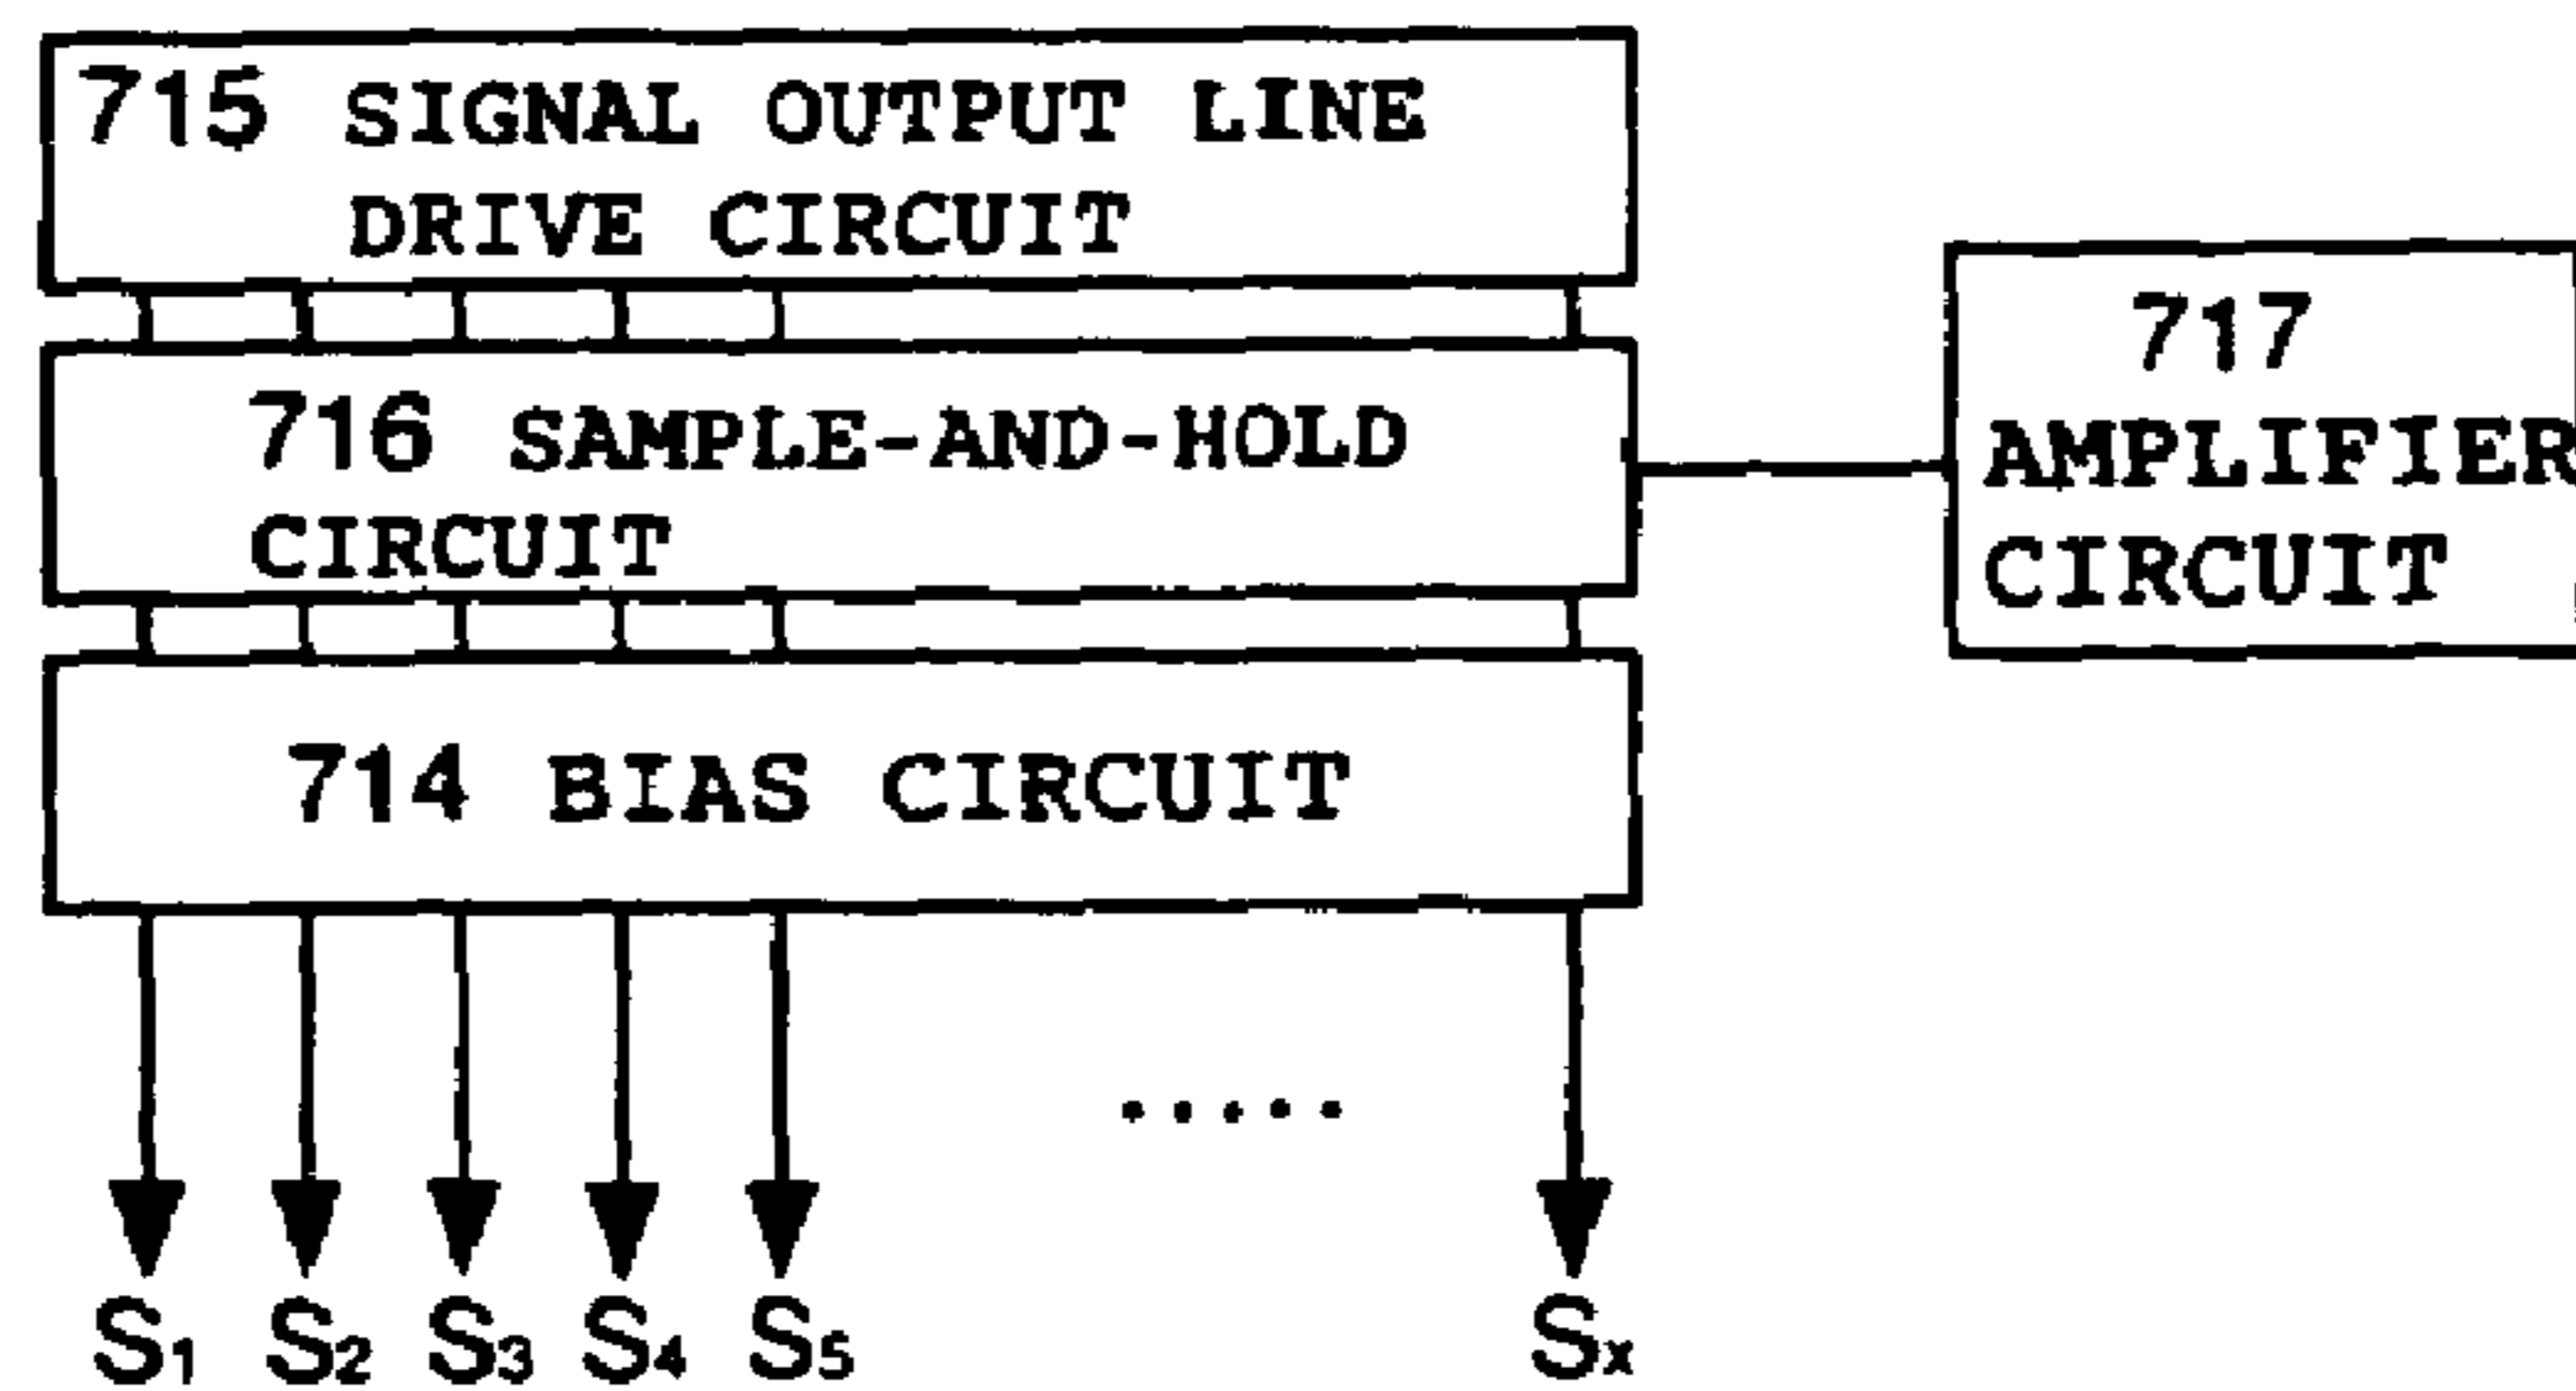 715 SIGNAL OUTPUT LINE
DRIVE CIRCUIT
716 SAMPLE-AND-HOLD
CIRCUIT
717
AMPLIFIER
CIRCUIT
714 BIAS CIRCUIT
.....
S1 S2 S3 S4 S5 Sx